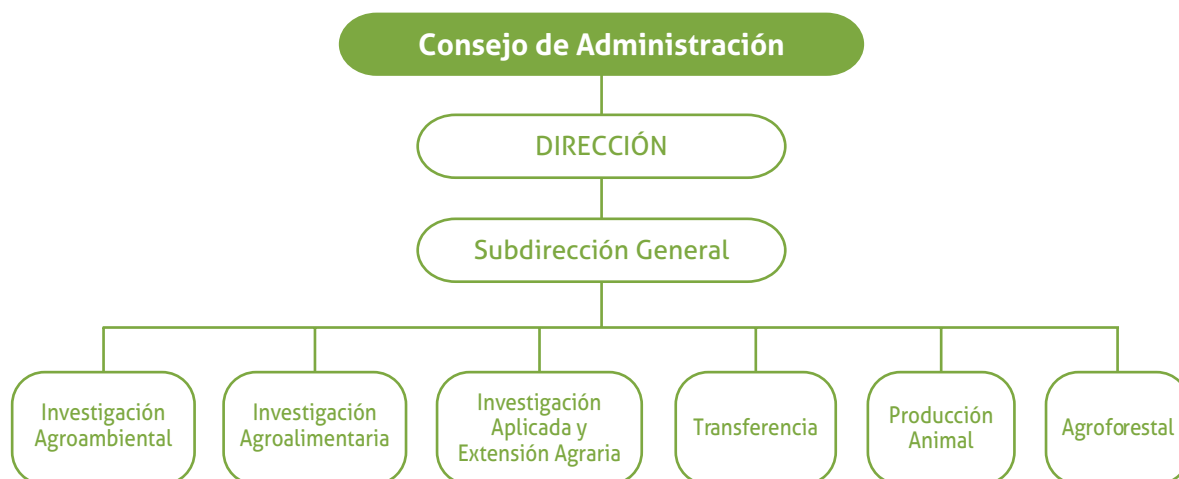 Consejo de Administración
DIRECCIÓN
Subdirección General
Investigación
Agroambiental
Investigación
Agroalimentaria
Investigación
Aplicada y
Extensión Agraria
Transferencia
Producción
Animal
Agroforestal